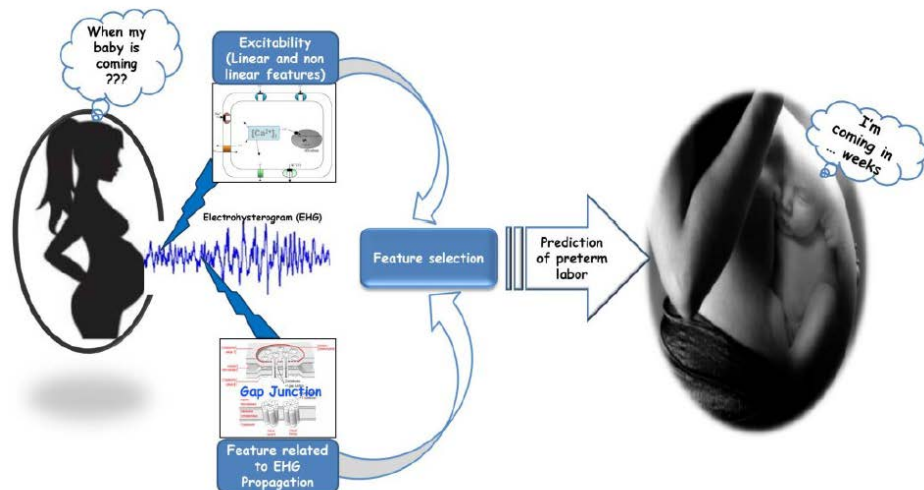 When my
baby is
coming
???
Excitability
(Linear and non
linear features)
[Ca²⁺]ᵢ
Electrohysterogram (EHG)
Feature selection
Prediction
of preterm
labor
I'm
coming in
... weeks
Gap Junction
Feature related
to EHG
Propagation